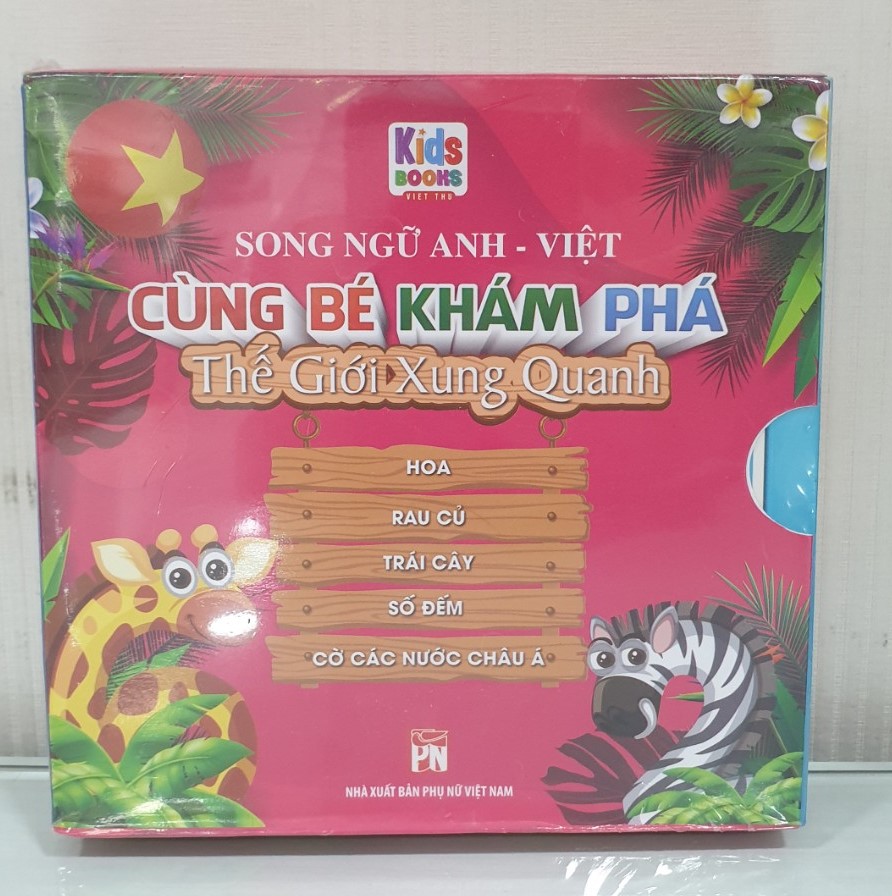 Kids
BOOKS
VIET THU
SONG NGỮ ANH - VIỆT
CÙNG BÉ KHÁM PHÁ
Thế Giới Xung Quanh
HOA
RAU CỦ
TRÁI CÂY
SỐ ĐẾM
CỜ CÁC NƯỚC CHÂU Á
PN
NHÀ XUẤT BẢN PHỤ NỮ VIỆT NAM